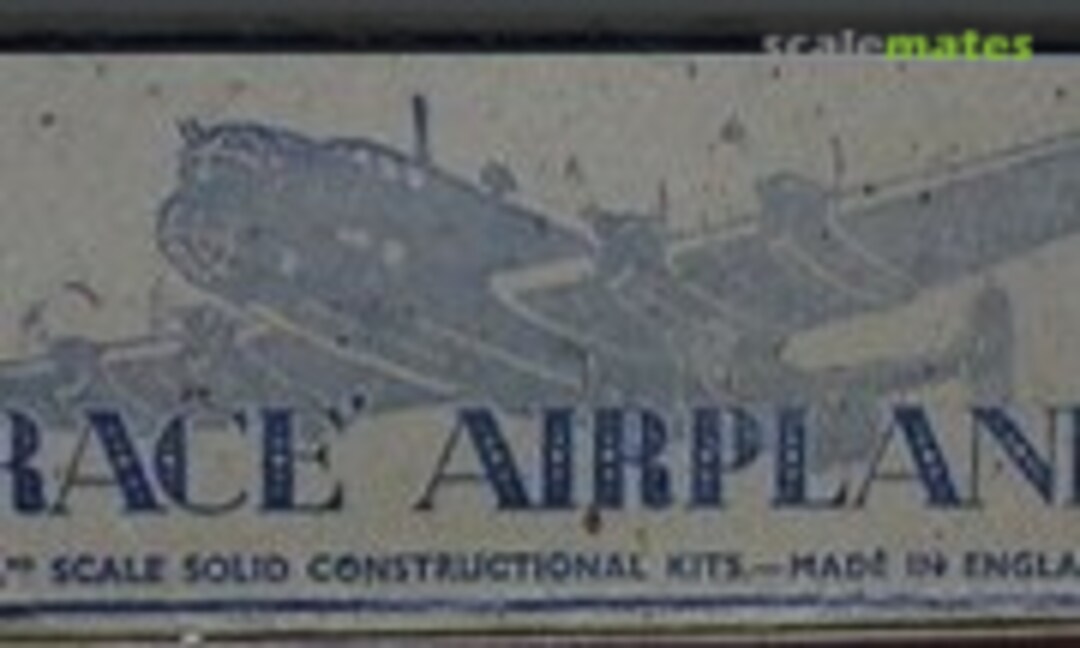 scalemates
RACE' AIRPLAN
SCALE SOLID CONSTRUCTIONAL KITS.—MADE IN ENGLA